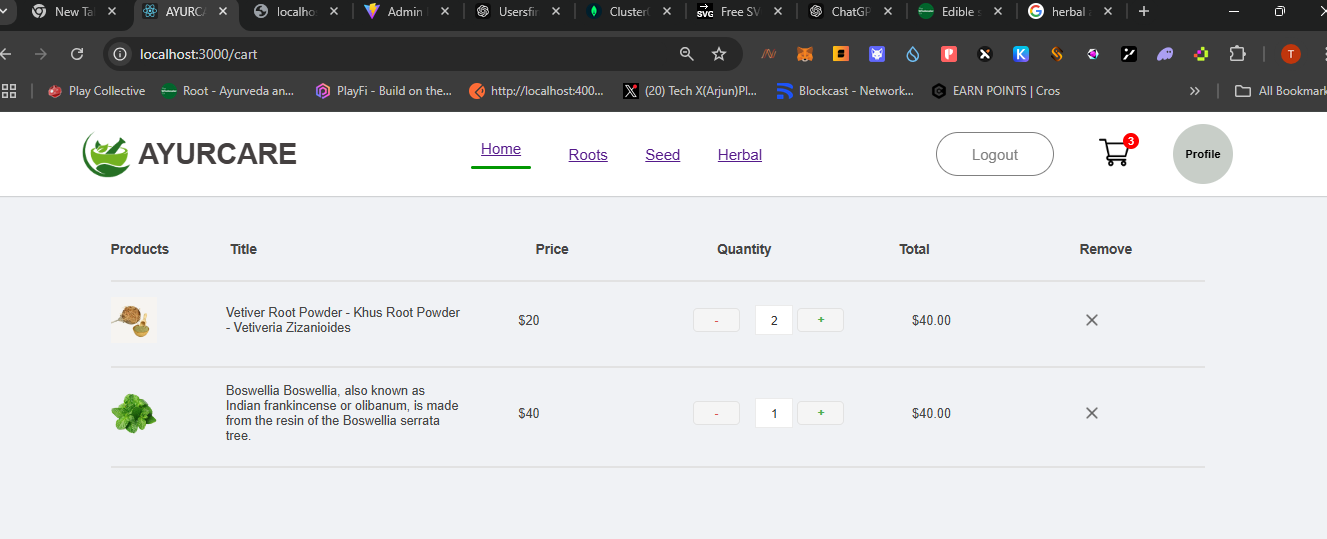 New Ta
AYURCA
localhos
Admin
Usersfir
Cluster
Free SV
ChatGP
Edible s
herbal a
localhost:3000/cart
T
Play Collective
Root - Ayurveda an...
PlayFi - Build on the...
http://localhost:400...
(20) Tech X(Arjun)Pl...
Blockcast - Network...
EARN POINTS | Cros
»
All Bookmark
AYURCARE
Home
Roots
Seed
Herbal
Logout
3
Profile
Products Title Price Quantity Total Remove
Vetiver Root Powder - Khus Root Powder
- Vetiveria Zizanioides
$20
- 2 +
$40.00
Boswellia Boswellia, also known as
Indian frankincense or olibanum, is made
from the resin of the Boswellia serrata
tree.
$40
- 1 +
$40.00